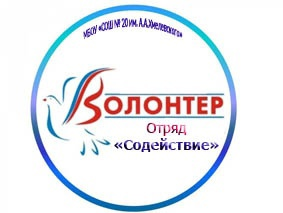 МБОУ «СОШ № 20 им. А.А.Хмелевского»
Волонтер
Отряд
«Содействие»